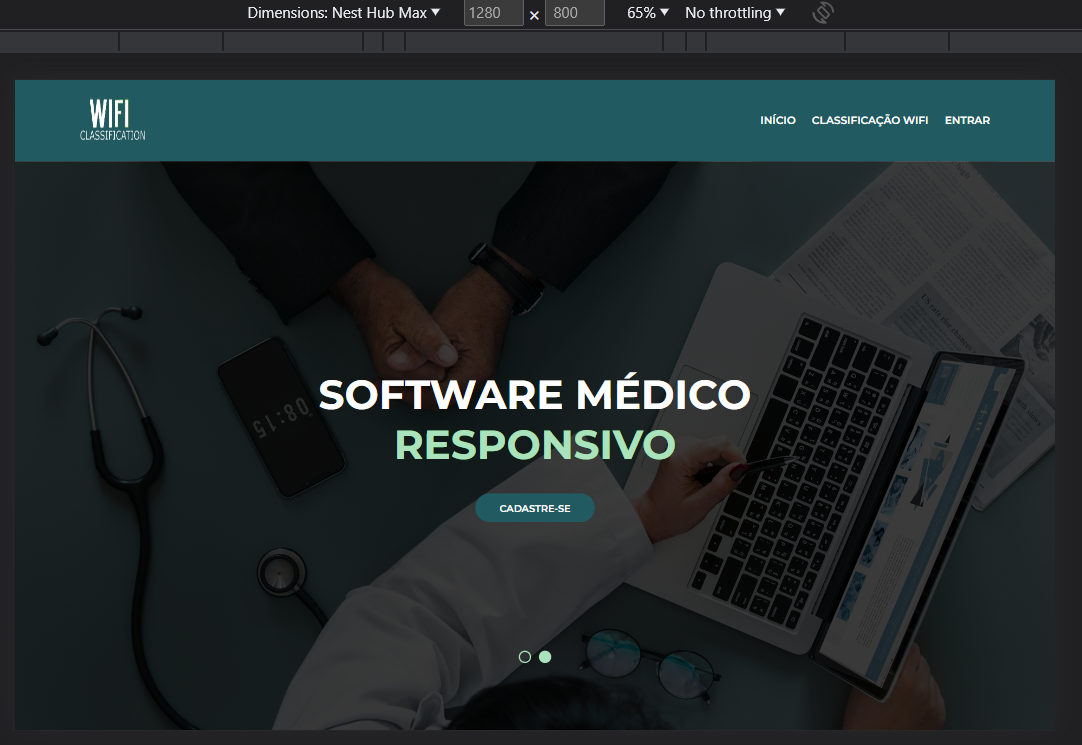 Dimensions: Nest Hub Max ▼ 1280 × 800 65% ▼ No throttling ▼
WIFI
CLASSIFICATION
INÍCIO CLASSIFICAÇÃO WIFI ENTRAR
08:15
SOFTWARE MÉDICO
RESPONSIVO
CADASTRE-SE